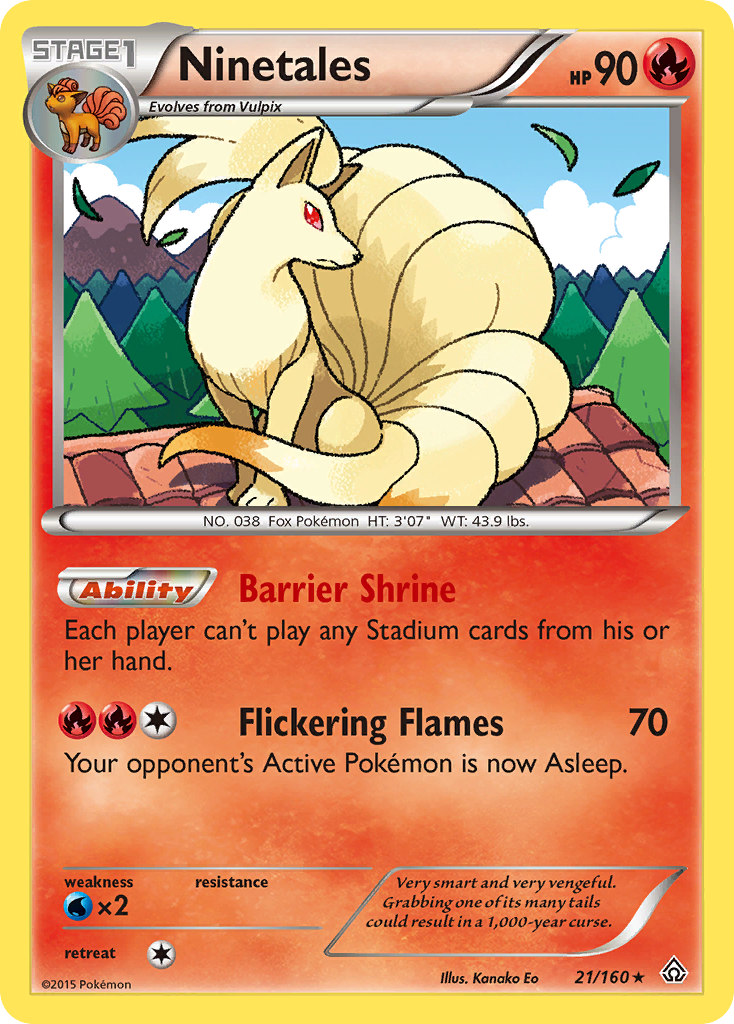 STAGE1
Ninetales
HP 90
Evolves from Vulpix
NO. 038 Fox Pokémon HT: 3'07" WT: 43.9 lbs.
Ability Barrier Shrine
Each player can't play any Stadium cards from his or
her hand.
Flickering Flames 70
Your opponent's Active Pokémon is now Asleep.
weakness resistance
×2
Very smart and very vengeful.
Grabbing one of its many tails
could result in a 1,000-year curse.
retreat
©2015 Pokémon
Illus. Kanako Eo 21/160 ★